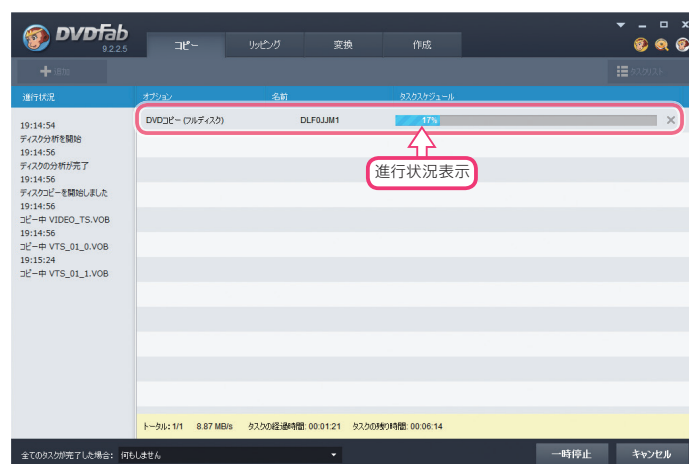 DVDFab
9.2.2.5
コピー
リッピング
変換
作成
追加
タスクリスト
進行状況
オプション
名前
タスクスケジュール
DVDコピー (フルディスク)
DLF0JJM1
17%
進行状況表示
19:14:54
ディスク分析を開始
19:14:56
ディスクの分析が完了
19:14:56
ディスクコピーを開始しました
19:14:56
コピー中 VIDEO_TS.VOB
19:14:56
コピー中 VTS_01_0.VOB
19:15:24
コピー中 VTS_01_1.VOB
トータル: 1/1 8.87 MB/s タスクの経過時間: 00:01:21 タスクの残り時間: 00:06:14
全てのタスクが完了した場合: 何もしません
一時停止
キャンセル